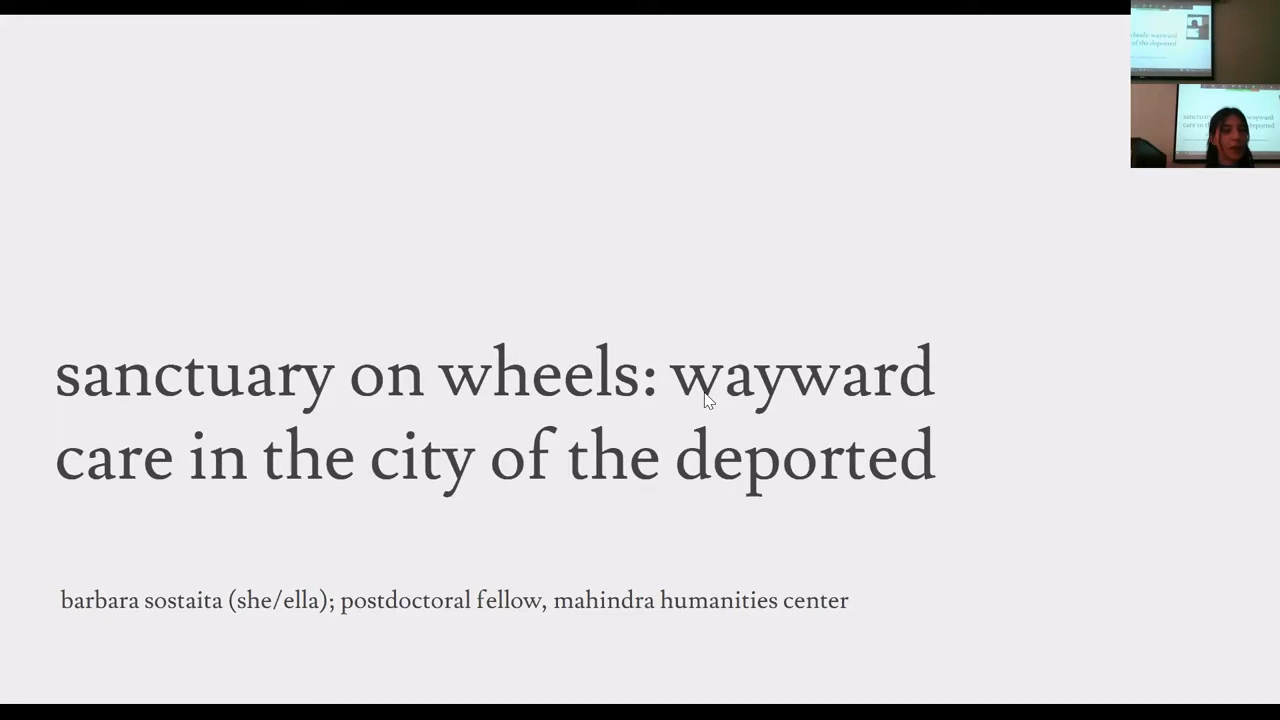 sanctuary on wheels: wayward
care in the city of the deported
barbara sostaita (she/ella); postdoctoral fellow, mahindra humanities center